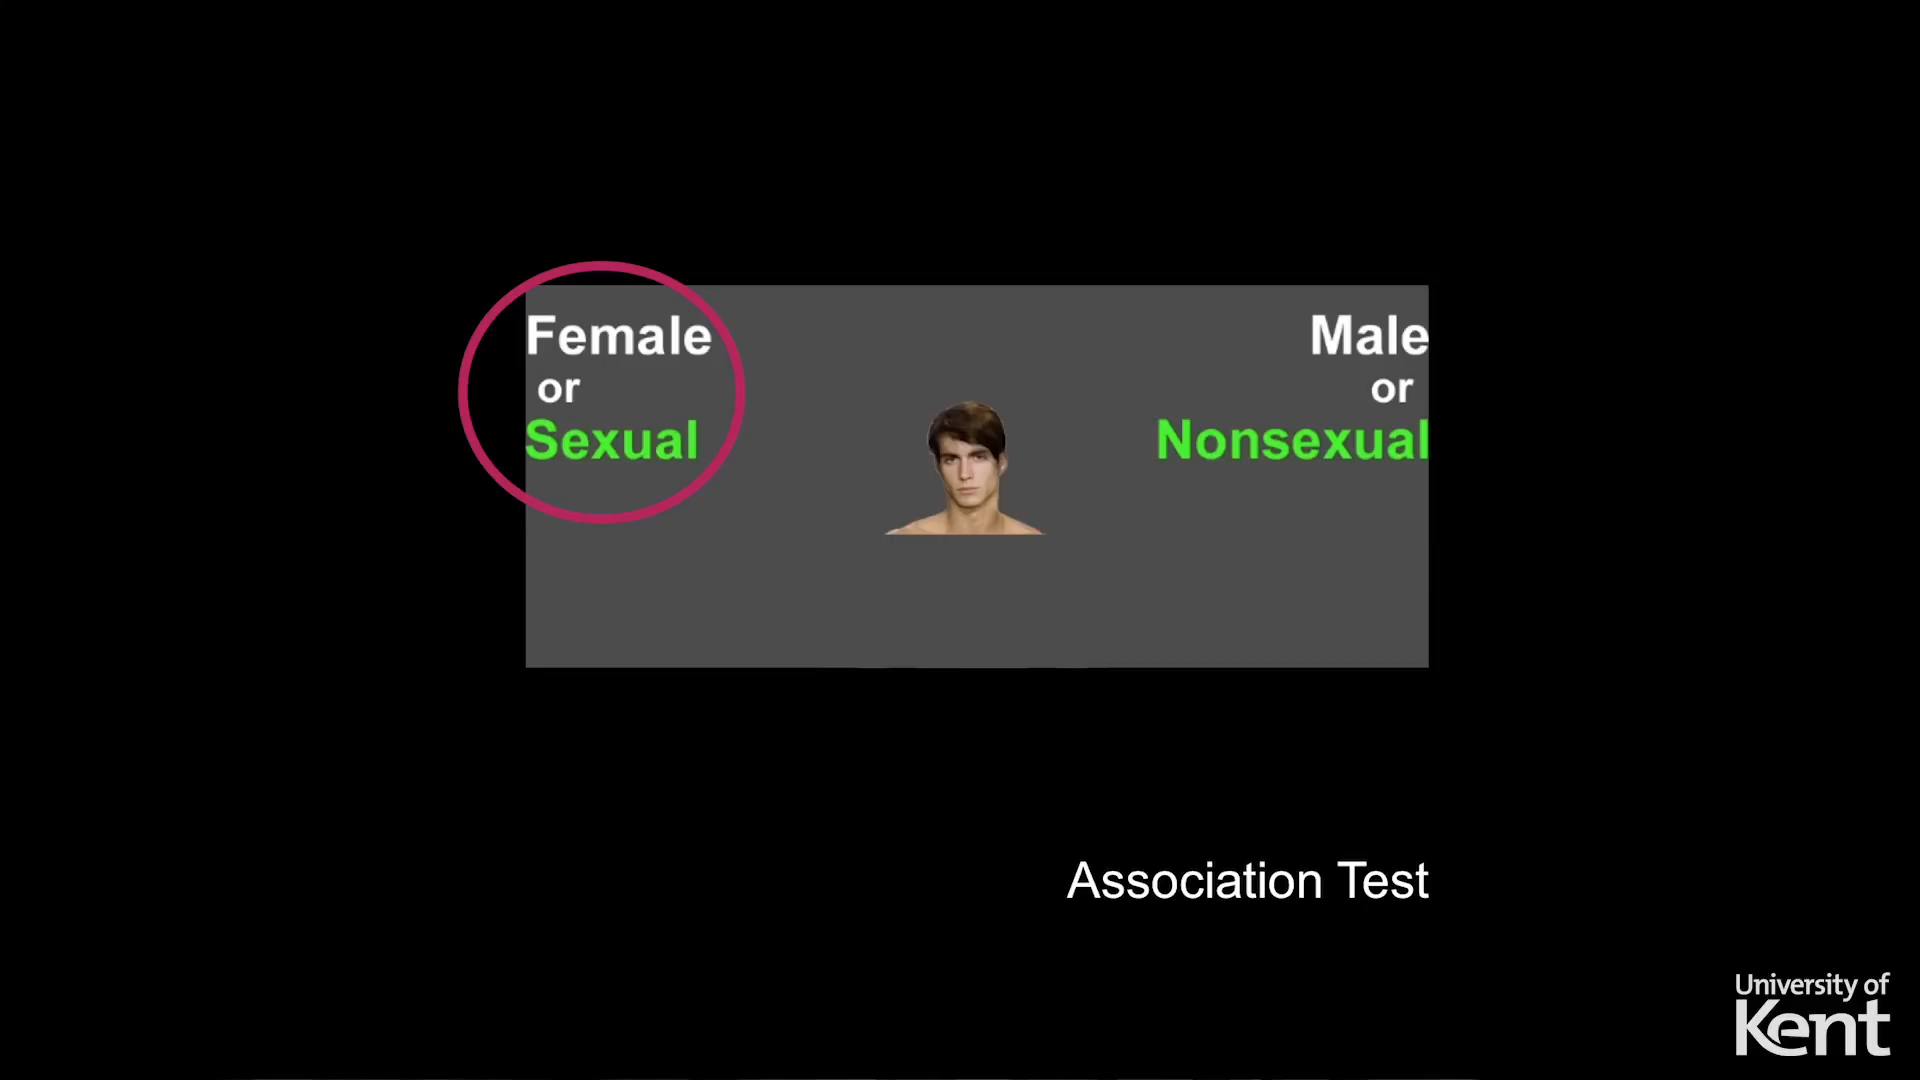 Female
or
Sexual
Male
or
Nonsexual
Association Test
University of
Kent